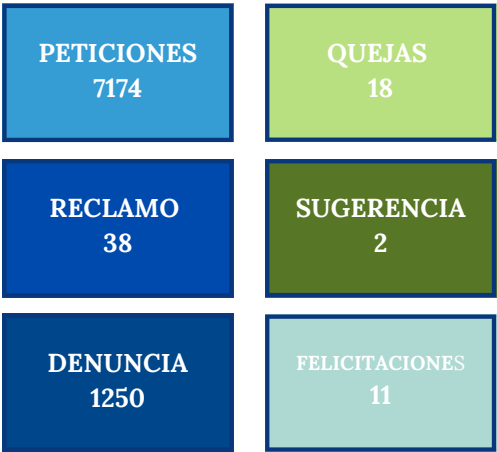 PETICIONES
7174
QUEJAS
18
RECLAMO
38
SUGERENCIA
2
DENUNCIA
1250
FELICITACIONES
11